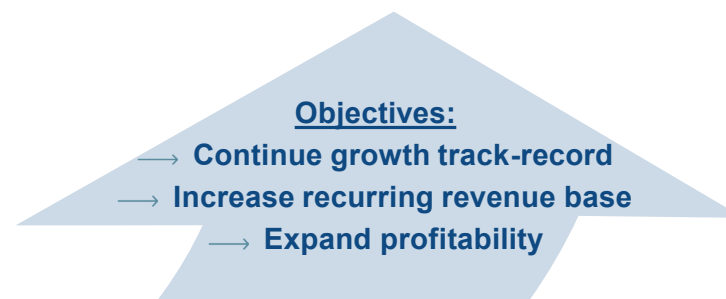 Objectives:
→ Continue growth track-record
→ Increase recurring revenue base
→ Expand profitability